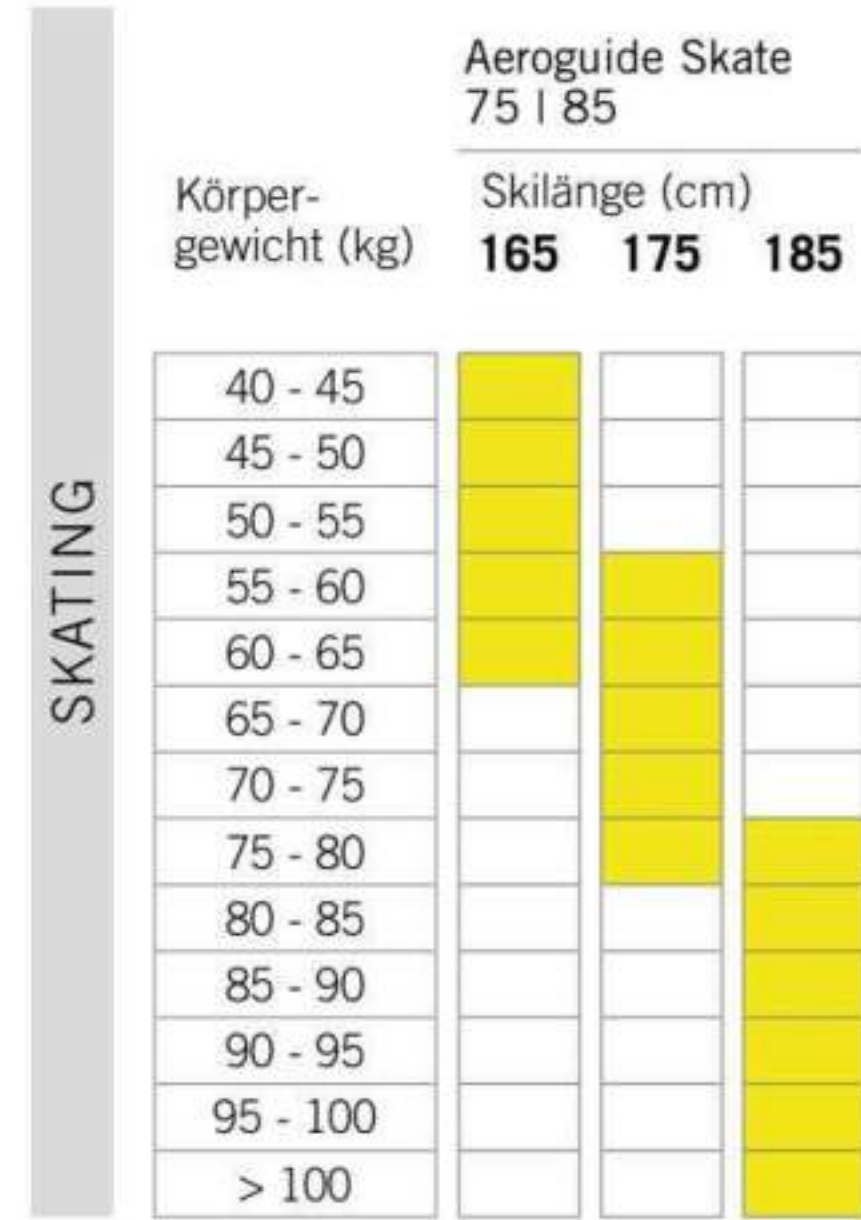 SKATING
Aeroguide Skate
75 | 85
Körper-
gewicht (kg)
Skilänge (cm)
165 175 185
40 - 45
45 - 50
50 - 55
55 - 60
60 - 65
65 - 70
70 - 75
75 - 80
80 - 85
85 - 90
90 - 95
95 - 100
> 100